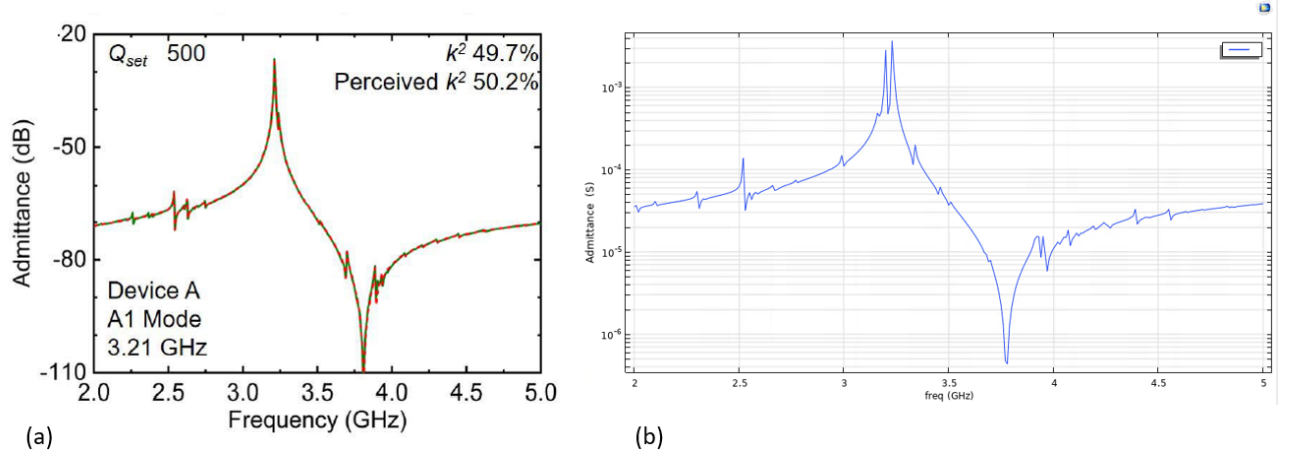 -20
-50
-80
-110
Admittance (dB)
Q_set 500
k² 49.7%
Perceived k² 50.2%
Device A
A1 Mode
3.21 GHz
2.0 2.5 3.0 3.5 4.0 4.5 5.0
Frequency (GHz)
(a)
10⁻³
10⁻⁴
10⁻⁵
10⁻⁶
Admittance (S)
2 2.5 3 3.5 4 4.5 5
freq (GHz)
(b)